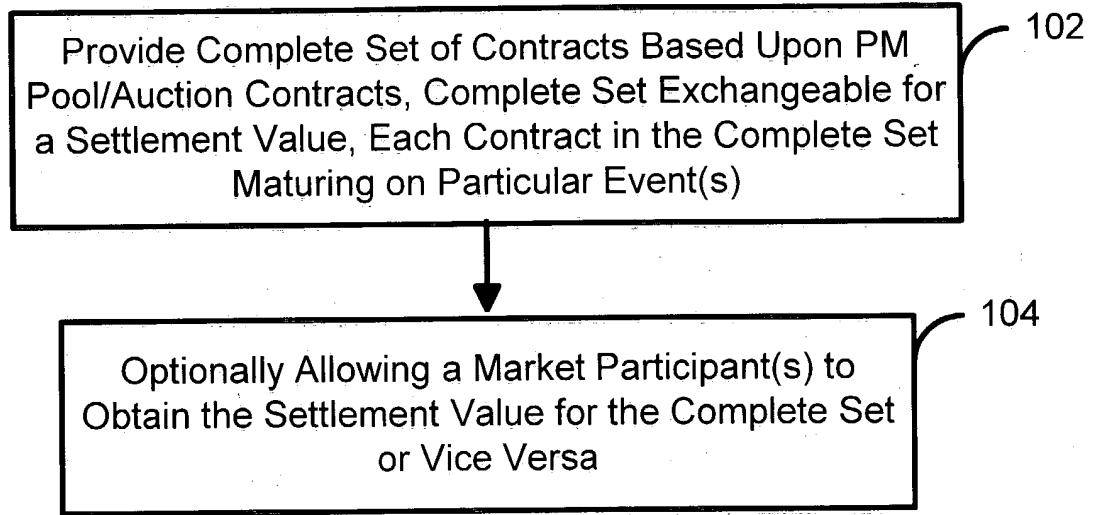 Provide Complete Set of Contracts Based Upon PM
Pool/Auction Contracts, Complete Set Exchangeable for
a Settlement Value, Each Contract in the Complete Set
Maturing on Particular Event(s)
102
Optionally Allowing a Market Participant(s) to
Obtain the Settlement Value for the Complete Set
or Vice Versa
104